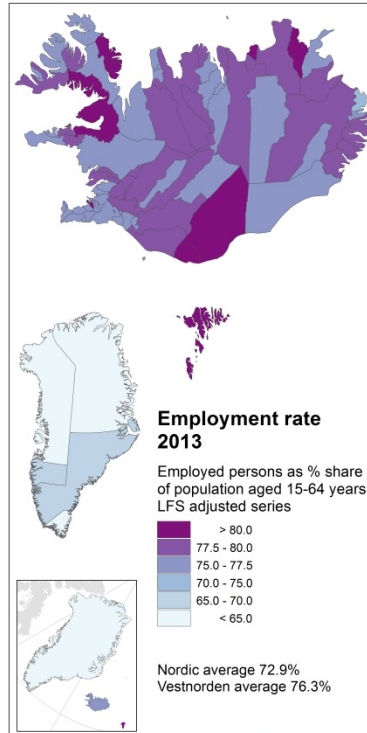 Employment rate
2013
Employed persons as % share
of population aged 15-64 years
LFS adjusted series
> 80.0
77.5 - 80.0
75.0 - 77.5
70.0 - 75.0
65.0 - 70.0
< 65.0
Nordic average 72.9%
Vestnorden average 76.3%